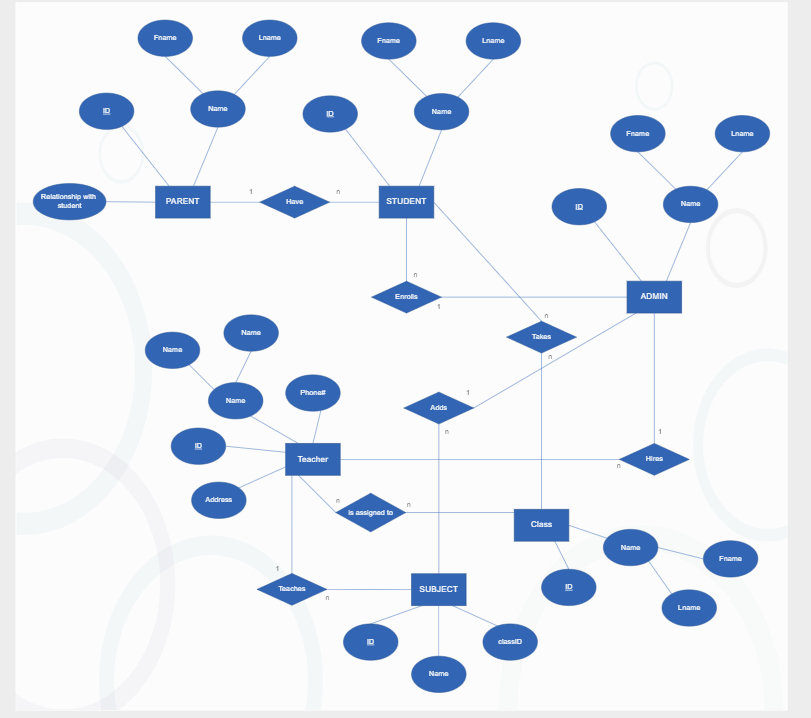 Fname
Lname
Fname
Lname
ID
Name
ID
Name
Fname
Lname
Relationship with
student
PARENT
1
Have
n
STUDENT
ID
Name
n
Enrolls
1
ADMIN
n
Takes
n
Name
Name
Name
Phone#
1
Adds
n
ID
Teacher
1
Hires
n
Address
n
is assigned to
n
Class
Name
Fname
ID
Lname
1
Teaches
n
SUBJECT
ID
classID
Name